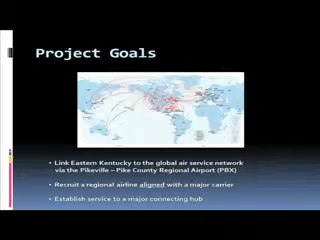 Project Goals
• Link Eastern Kentucky to the global air service network
via the Pikeville – Pike County Regional Airport (PBX)
• Recruit a regional airline aligned with a major carrier
• Establish service to a major connecting hub